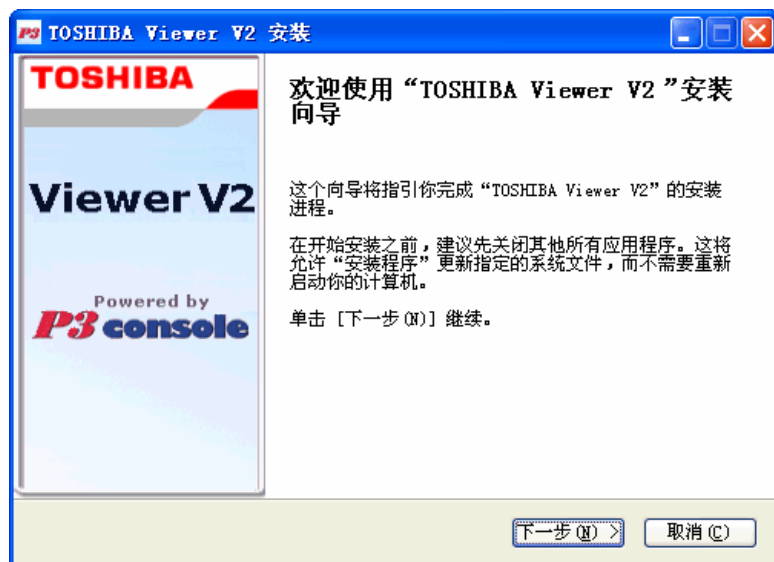 P3 TOSHIBA Viewer V2 安装
TOSHIBA
Viewer V2
Powered by
P3 console
欢迎使用“TOSHIBA Viewer V2”安装
向导
这个向导将指引你完成“TOSHIBA Viewer V2”的安装
进程。
在开始安装之前，建议先关闭其他所有应用程序。这将
允许“安装程序”更新指定的系统文件，而不需要重新
启动你的计算机。
单击 [下一步(N)] 继续。
下一步(N) >
取消(C)